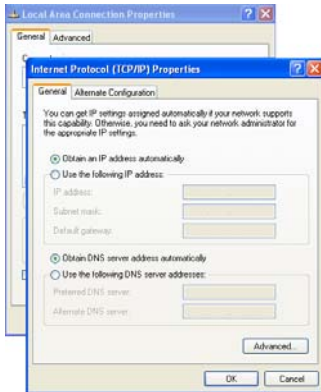 Local Area Connection Properties
General Advanced
Internet Protocol (TCP/IP) Properties
General Alternate Configuration
You can get IP settings assigned automatically if your network supports
this capability. Otherwise, you need to ask your network administrator for
the appropriate IP settings.
Obtain an IP address automatically
Use the following IP address:
IP address:
Subnet mask:
Default gateway:
Obtain DNS server address automatically
Use the following DNS server addresses:
Preferred DNS server:
Alternate DNS server:
Advanced...
OK Cancel